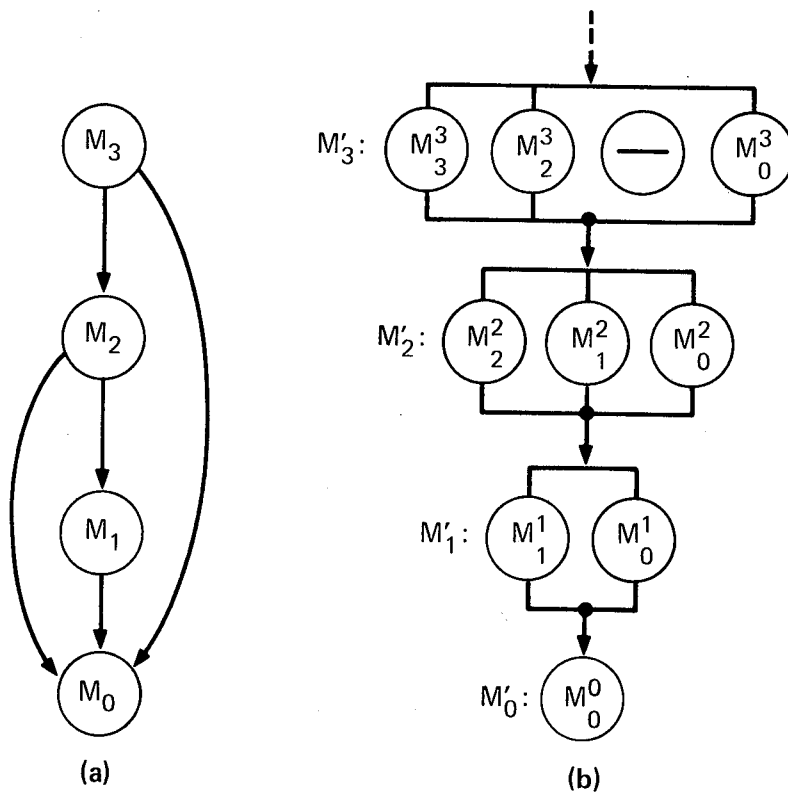 M₃
M₂
M₁
M₀
(a)
M′₃: M³₃ M³₂ — M³₀
M′₂: M²₂ M²₁ M²₀
M′₁: M¹₁ M¹₀
M′₀: M⁰₀
(b)